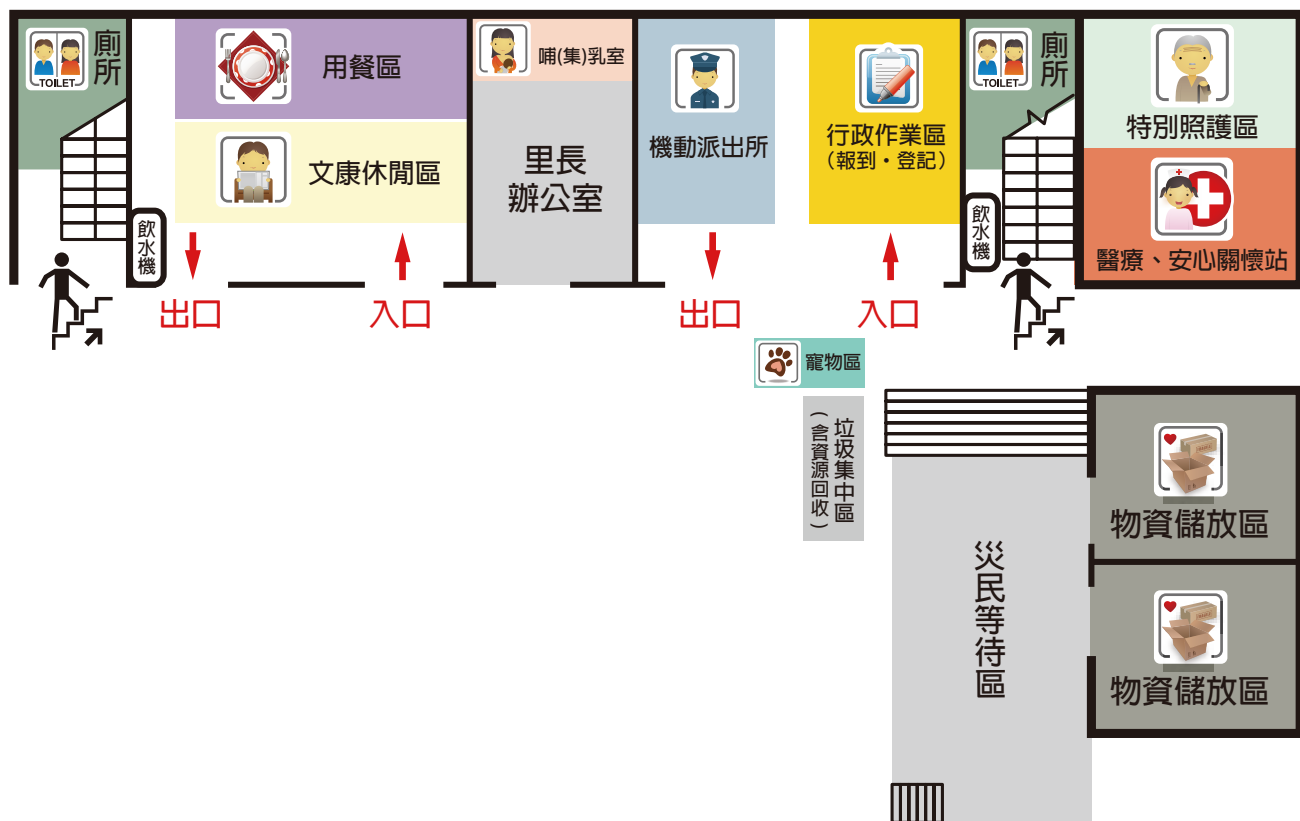 廁所
TOILET
用餐區
文康休閒區
飲水機
出口
入口
哺(集)乳室
里長
辦公室
機動派出所
行政作業區
(報到・登記)
出口
入口
廁所
TOILET
飲水機
特別照護區
醫療、安心關懷站
寵物區
垃圾集中區
(含資源回收)
災民等待區
物資儲放區
物資儲放區